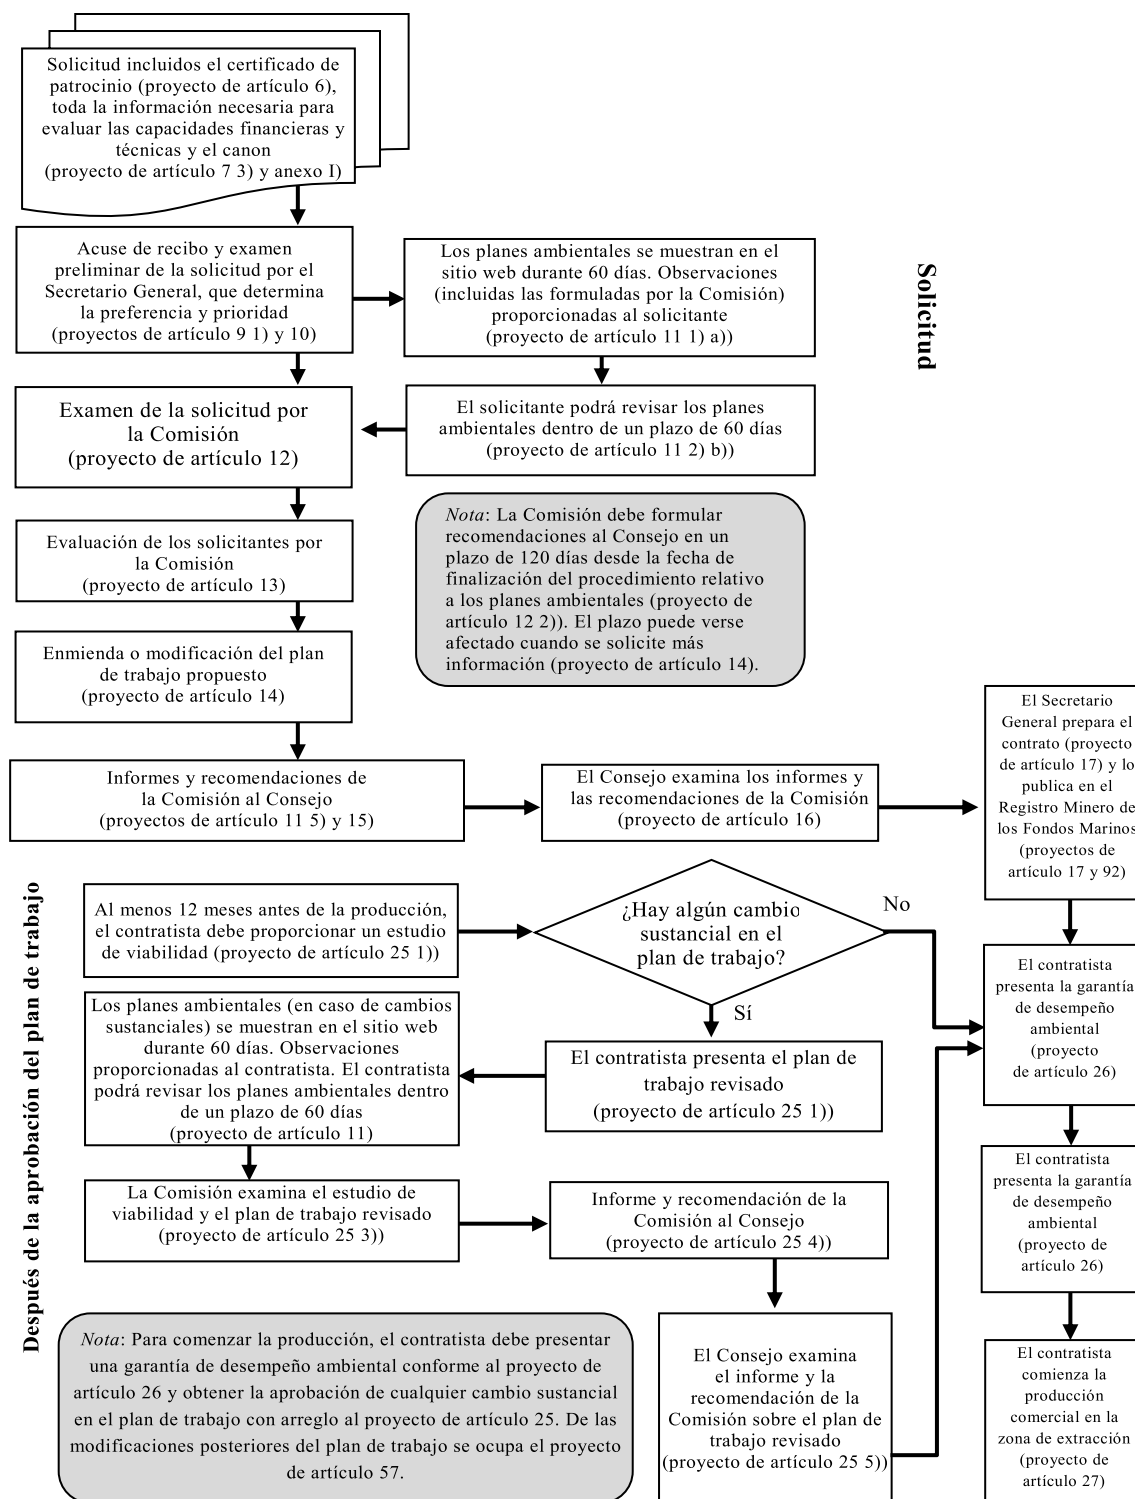 Solicitud incluidos el certificado de
patrocinio (proyecto de artículo 6),
toda la información necesaria para
evaluar las capacidades financieras y
técnicas y el canon
(proyecto de artículo 7 3) y anexo I)
Acuse de recibo y examen
preliminar de la solicitud por el
Secretario General, que determina
la preferencia y prioridad
(proyectos de artículo 9 1) y 10)
Los planes ambientales se muestran en el
sitio web durante 60 días. Observaciones
(incluidas las formuladas por la Comisión)
proporcionadas al solicitante
(proyecto de artículo 11 1) a))
Solicitud
Examen de la solicitud por
la Comisión
(proyecto de artículo 12)
El solicitante podrá revisar los planes
ambientales dentro de un plazo de 60 días
(proyecto de artículo 11 2) b))
Evaluación de los solicitantes por
la Comisión
(proyecto de artículo 13)
Nota: La Comisión debe formular
recomendaciones al Consejo en un
plazo de 120 días desde la fecha de
finalización del procedimiento relativo
a los planes ambientales (proyecto de
artículo 12 2)). El plazo puede verse
afectado cuando se solicite más
información (proyecto de artículo 14).
Enmienda o modificación del plan
de trabajo propuesto
(proyecto de artículo 14)
Informes y recomendaciones de
la Comisión al Consejo
(proyectos de artículo 11 5) y 15)
El Consejo examina los informes y
las recomendaciones de la Comisión
(proyecto de artículo 16)
El Secretario
General prepara el
contrato (proyecto
de artículo 17) y lo
publica en el
Registro Minero de
los Fondos Marinos
(proyectos de
artículo 17 y 92)
Después de la aprobación del plan de trabajo
Al menos 12 meses antes de la producción,
el contratista debe proporcionar un estudio
de viabilidad (proyecto de artículo 25 1))
¿Hay algún cambio
sustancial en el
plan de trabajo?
No
Sí
El contratista
presenta la garantía
de desempeño
ambiental
(proyecto
de artículo 26)
Los planes ambientales (en caso de cambios
sustanciales) se muestran en el sitio web
durante 60 días. Observaciones
proporcionadas al contratista. El contratista
podrá revisar los planes ambientales dentro
de un plazo de 60 días
(proyecto de artículo 11)
El contratista presenta el plan de
trabajo revisado
(proyecto de artículo 25 1))
El contratista
presenta la garantía
de desempeño
ambiental
(proyecto de
artículo 26)
La Comisión examina el estudio de
viabilidad y el plan de trabajo revisado
(proyecto de artículo 25 3))
Informe y recomendación de la
Comisión al Consejo
(proyecto de artículo 25 4))
Nota: Para comenzar la producción, el contratista debe presentar
una garantía de desempeño ambiental conforme al proyecto de
artículo 26 y obtener la aprobación de cualquier cambio sustancial
en el plan de trabajo con arreglo al proyecto de artículo 25. De las
modificaciones posteriores del plan de trabajo se ocupa el proyecto
de artículo 57.
El Consejo examina
el informe y la
recomendación de la
Comisión sobre el plan de
trabajo revisado
(proyecto de artículo 25 5))
El contratista
comienza la
producción
comercial en la
zona de extracción
(proyecto de
artículo 27)